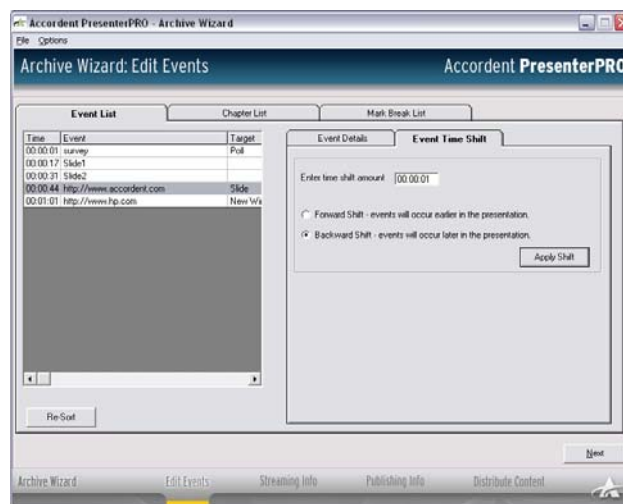 Accordent PresenterPRO - Archive Wizard
File Options
Archive Wizard: Edit Events
Accordent PresenterPRO
Event List Chapter List Mark Break List
Time Event Target
00:00:01 survey Poll
00:00:17 Slide1
00:00:31 Slide2
00:00:44 http://www.accordent.com Slide
00:01:01 http://www.hp.com New Wi
Event Details Event Time Shift
Enter time shift amount 00:00:01
Forward Shift - events will occur earlier in the presentation.
Backward Shift - events will occur later in the presentation.
Apply Shift
Re-Sort
Next
Archive Wizard Edit Events Streaming Info Publishing Info Distribute Content